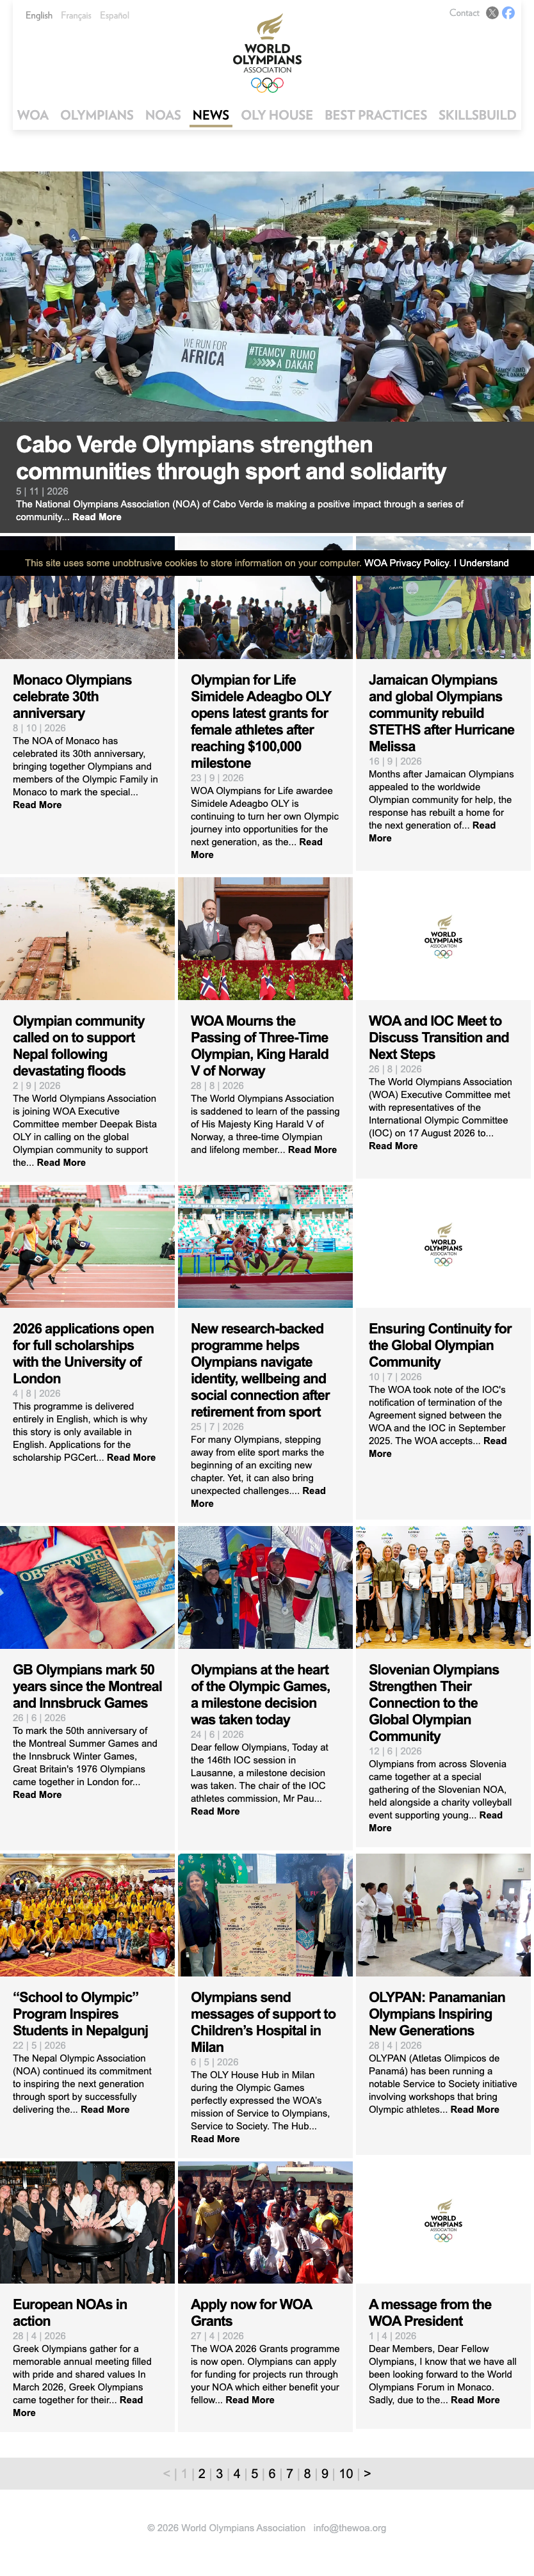 English Français Español
Contact
WORLD
OLYMPIANS
ASSOCIATION
WOA OLYMPIANS NOAS NEWS OLY HOUSE BEST PRACTICES SKILLSBUILD
WE RUN FOR
AFRICA
#TEAMCV RUMO
A DAKAR
Cabo Verde Olympians strengthen
communities through sport and solidarity
5 | 11 | 2026
The National Olympians Association (NOA) of Cabo Verde is making a positive impact through a series of
community... Read More
This site uses some unobtrusive cookies to store information on your computer. WOA Privacy Policy. I Understand
Monaco Olympians
celebrate 30th
anniversary
8 | 10 | 2026
The NOA of Monaco has
celebrated its 30th anniversary,
bringing together Olympians and
members of the Olympic Family in
Monaco to mark the special...
Read More
Olympian for Life
Simidele Adeagbo OLY
opens latest grants for
female athletes after
reaching $100,000
milestone
23 | 9 | 2026
WOA Olympians for Life awardee
Simidele Adeagbo OLY is
continuing to turn her own Olympic
journey into opportunities for the
next generation, as the... Read
More
Jamaican Olympians
and global Olympians
community rebuild
STETHS after Hurricane
Melissa
16 | 9 | 2026
Months after Jamaican Olympians
appealed to the worldwide
Olympian community for help, the
response has rebuilt a home for
the next generation of... Read
More
WORLD
OLYMPIANS
ASSOCIATION
Olympian community
called on to support
Nepal following
devastating floods
2 | 9 | 2026
The World Olympians Association
is joining WOA Executive
Committee member Deepak Bista
OLY in calling on the global
Olympian community to support
the... Read More
WOA Mourns the
Passing of Three-Time
Olympian, King Harald
V of Norway
28 | 8 | 2026
The World Olympians Association
is saddened to learn of the passing
of His Majesty King Harald V of
Norway, a three-time Olympian
and lifelong member... Read More
WOA and IOC Meet to
Discuss Transition and
Next Steps
26 | 8 | 2026
The World Olympians Association
(WOA) Executive Committee met
with representatives of the
International Olympic Committee
(IOC) on 17 August 2026 to...
Read More
WORLD
OLYMPIANS
ASSOCIATION
2026 applications open
for full scholarships
with the University of
London
4 | 8 | 2026
This programme is delivered
entirely in English, which is why
this story is only available in
English. Applications for the
scholarship PGCert... Read More
New research-backed
programme helps
Olympians navigate
identity, wellbeing and
social connection after
retirement from sport
25 | 7 | 2026
For many Olympians, stepping
away from elite sport marks the
beginning of an exciting new
chapter. Yet, it can also bring
unexpected challenges.... Read
More
Ensuring Continuity for
the Global Olympian
Community
10 | 7 | 2026
The WOA took note of the IOC's
notification of termination of the
Agreement signed between the
WOA and the IOC in September
2025. The WOA accepts... Read
More
OBSERVER
GB Olympians mark 50
years since the Montreal
and Innsbruck Games
26 | 6 | 2026
To mark the 50th anniversary of
the Montreal Summer Games and
the Innsbruck Winter Games,
Great Britain's 1976 Olympians
came together in London for...
Read More
Olympians at the heart
of the Olympic Games,
a milestone decision
was taken today
24 | 6 | 2026
Dear fellow Olympians, Today at
the 146th IOC session in
Lausanne, a milestone decision
was taken. The chair of the IOC
athletes commission, Mr Pau...
Read More
Slovenian Olympians
Strengthen Their
Connection to the
Global Olympian
Community
12 | 6 | 2026
Olympians from across Slovenia
came together at a special
gathering of the Slovenian NOA,
held alongside a charity volleyball
event supporting young... Read
More
WORLD
OLYMPIANS
“School to Olympic”
Program Inspires
Students in Nepalgunj
22 | 5 | 2026
The Nepal Olympic Association
(NOA) continued its commitment
to inspiring the next generation
through sport by successfully
delivering the... Read More
Olympians send
messages of support to
Children’s Hospital in
Milan
6 | 5 | 2026
The OLY House Hub in Milan
during the Olympic Games
perfectly expressed the WOA’s
mission of Service to Olympians,
Service to Society. The Hub...
Read More
OLYPAN: Panamanian
Olympians Inspiring
New Generations
28 | 4 | 2026
OLYPAN (Atletas Olimpicos de
Panamá) has been running a
notable Service to Society initiative
involving workshops that bring
Olympic athletes... Read More
WORLD
OLYMPIANS
ASSOCIATION
European NOAs in
action
28 | 4 | 2026
Greek Olympians gather for a
memorable annual meeting filled
with pride and shared values In
March 2026, Greek Olympians
came together for their... Read
More
Apply now for WOA
Grants
27 | 4 | 2026
The WOA 2026 Grants programme
is now open. Olympians can apply
for funding for projects run through
your NOA which either benefit your
fellow... Read More
A message from the
WOA President
1 | 4 | 2026
Dear Members, Dear Fellow
Olympians, I know that we have all
been looking forward to the World
Olympians Forum in Monaco.
Sadly, due to the... Read More
< | 1 | 2 | 3 | 4 | 5 | 6 | 7 | 8 | 9 | 10 | >
© 2026 World Olympians Association info@thewoa.org